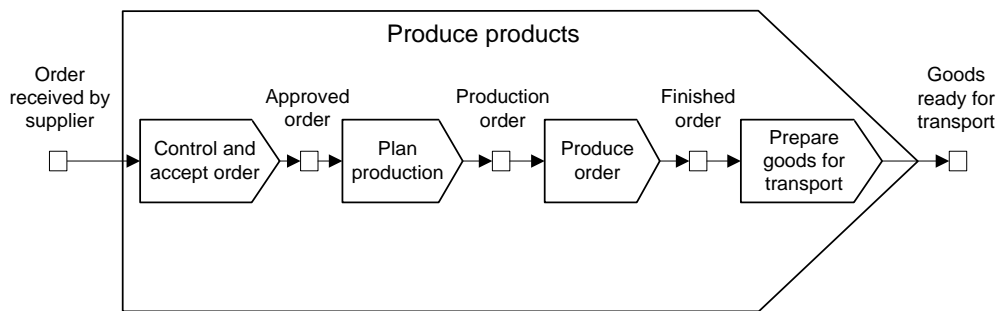 Produce products
Order
received by
supplier
Approved
order
Production
order
Finished
order
Goods
ready for
transport
Control and
accept order
Plan
production
Produce
order
Prepare
goods for
transport